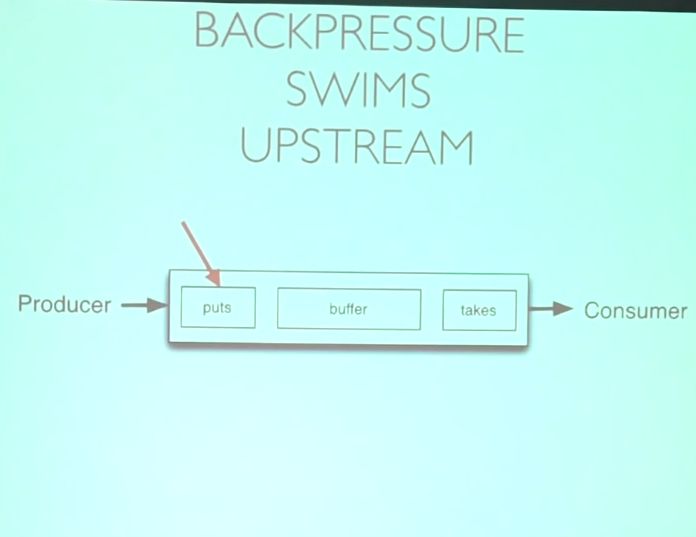 BACKPRESSURE
SWIMS
UPSTREAM
Producer
puts
buffer
takes
Consumer